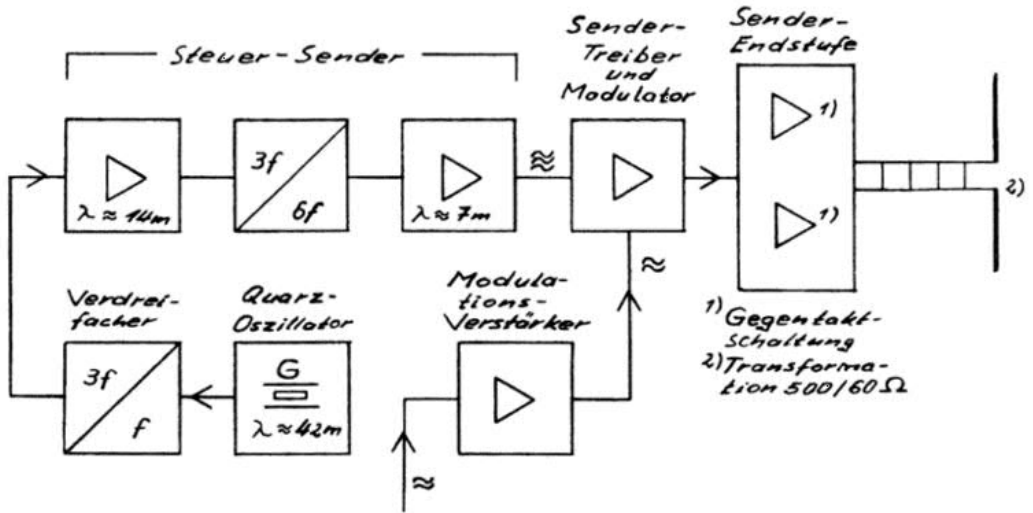 Steuer-Sender
Sender-
Treiber
und
Modulator
Sender-
Endstufe
λ ≈ 14m
3f
6f
λ ≈ 7m
≋
1)
1)
2)
Verdrei-
facher
3f
f
Quarz-
Oszillator
G
λ ≈ 42m
Modula-
tions-
Verstärker
≈
≈
1) Gegentakt-
schaltung
2) Transforma-
tion 500/60 Ω